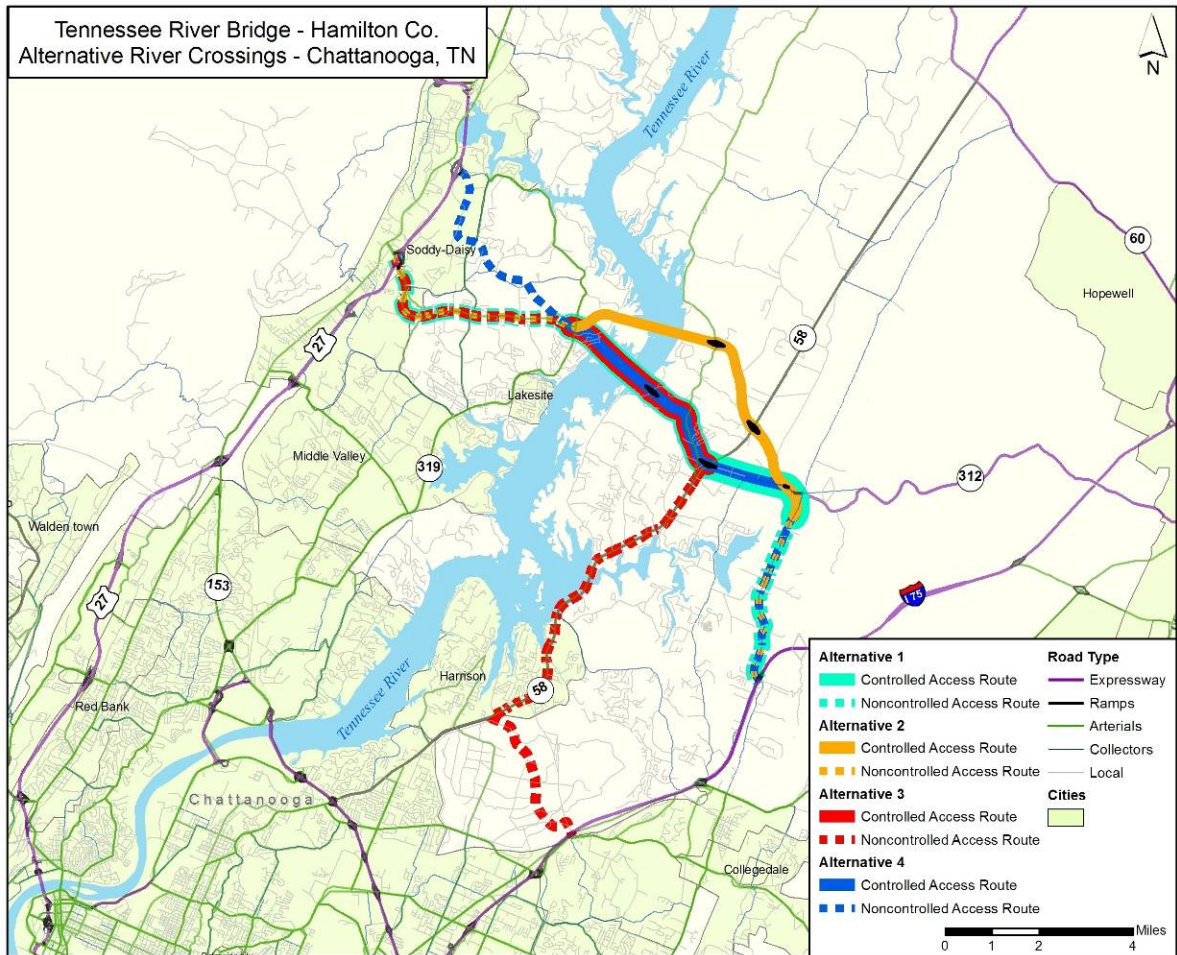 Tennessee River Bridge - Hamilton Co.
Alternative River Crossings - Chattanooga, TN
N
Tennessee River
60
Soddy-Daisy
Hopewell
58
27
Lakesite
Middle Valley
319
312
Walden town
153
I 75
27
Harrison
Tennessee River
58
Red Bank
Chattanooga
Collegedale
Alternative 1
Controlled Access Route
Noncontrolled Access Route
Alternative 2
Controlled Access Route
Noncontrolled Access Route
Alternative 3
Controlled Access Route
Noncontrolled Access Route
Alternative 4
Controlled Access Route
Noncontrolled Access Route
Road Type
Expressway
Ramps
Arterials
Collectors
Local
Cities
Miles
0 1 2 4